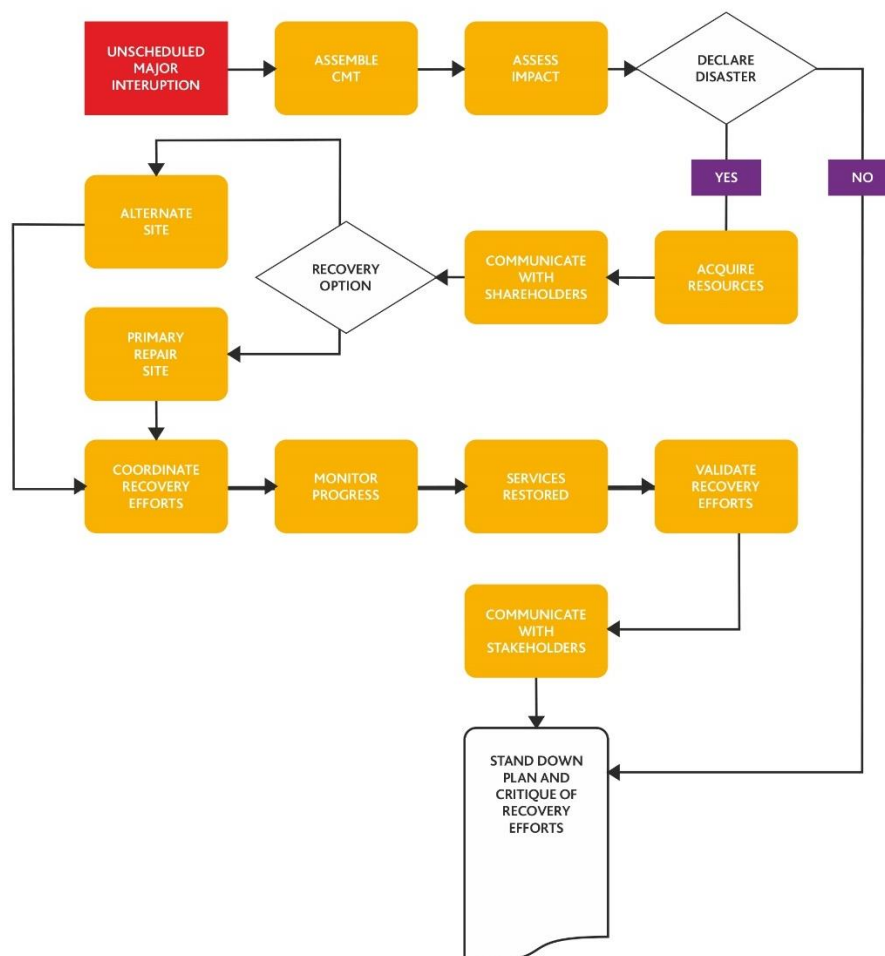 UNSCHEDULED
MAJOR
INTERUPTION
ASSEMBLE
CMT
ASSESS
IMPACT
DECLARE
DISASTER
YES
NO
ALTERNATE
SITE
RECOVERY
OPTION
COMMUNICATE
WITH
SHAREHOLDERS
ACQUIRE
RESOURCES
PRIMARY
REPAIR
SITE
COORDINATE
RECOVERY
EFFORTS
MONITOR
PROGRESS
SERVICES
RESTORED
VALIDATE
RECOVERY
EFFORTS
COMMUNICATE
WITH
STAKEHOLDERS
STAND DOWN
PLAN AND
CRITIQUE OF
RECOVERY
EFFORTS